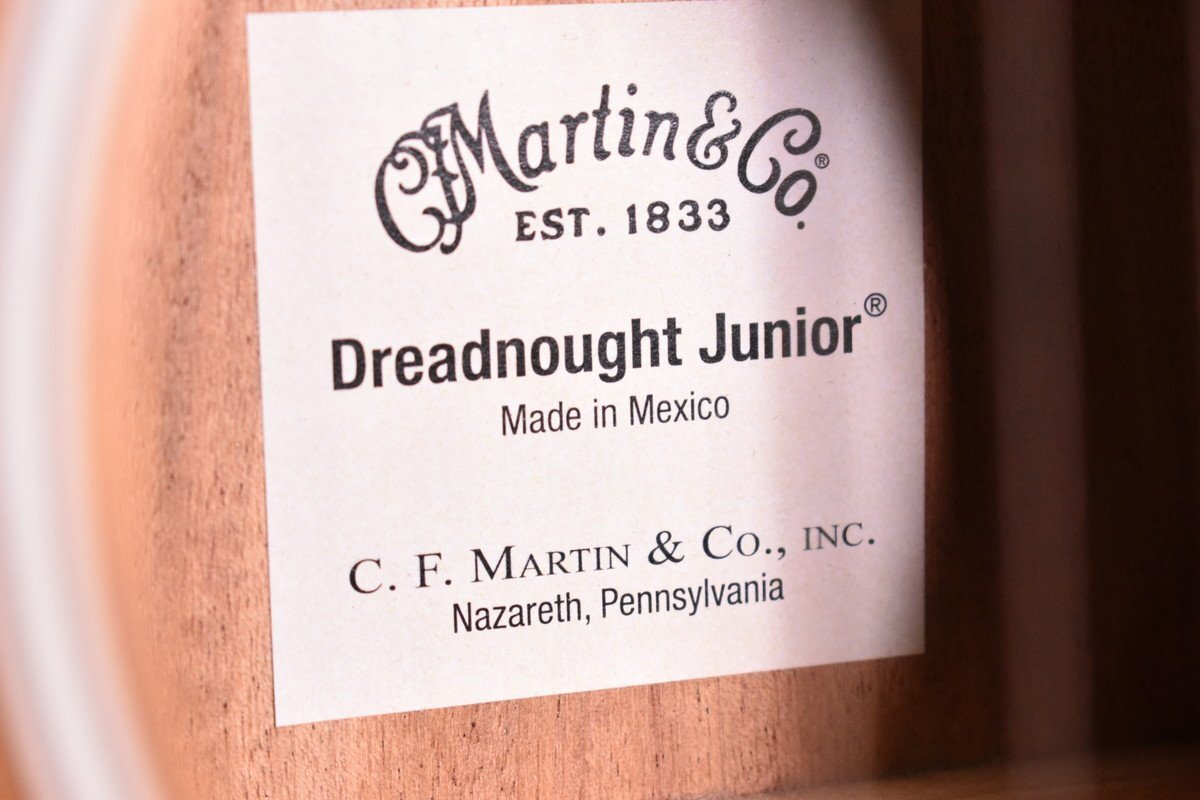 CFMartin & Co.®
EST. 1833
Dreadnought Junior®
Made in Mexico
C. F. MARTIN & CO., INC.
Nazareth, Pennsylvania